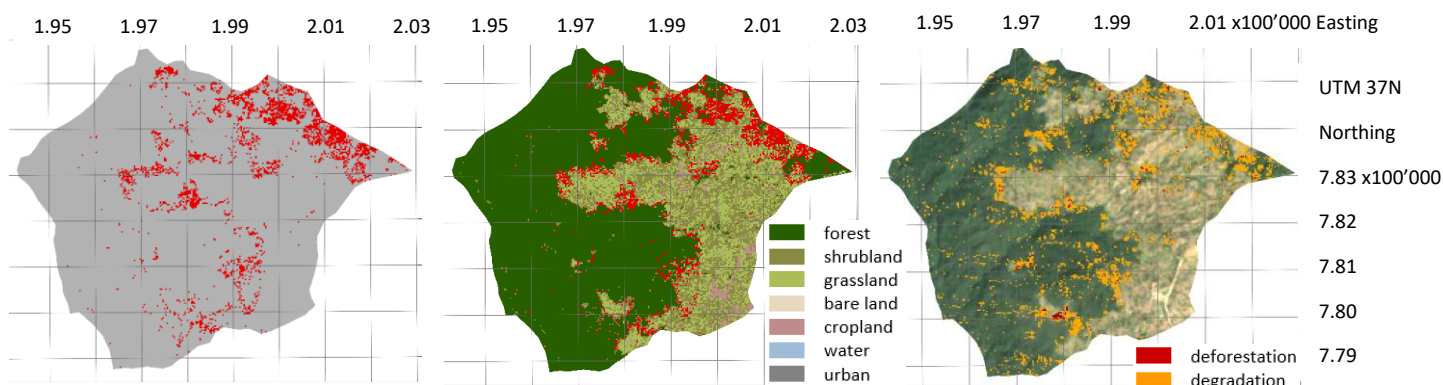 1.95 1.97 1.99 2.01 2.03
1.95 1.97 1.99 2.01 2.03
1.95 1.97 1.99 2.01 x100'000 Easting
UTM 37N
Northing
7.83 x100'000
7.82
7.81
7.80
7.79
forest
shrubland
grassland
bare land
cropland
water
urban
deforestation
degradation